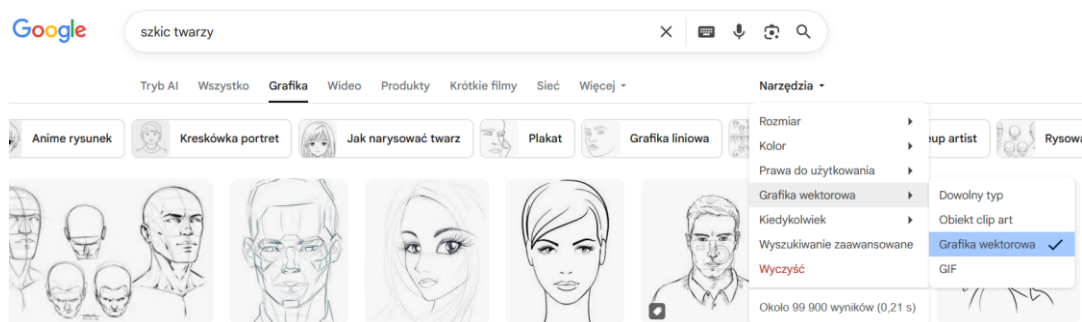 Google
szkic twarzy
Tryb AI Wszystko Grafika Wideo Produkty Krótkie filmy Sieć Więcej Narzędzia
Anime rysunek Kreskówka portret Jak narysować twarz Plakat Grafika liniowa eup artist Rysowa
Rozmiar
Kolor
Prawa do użytkowania
Grafika wektorowa
Kiedykolwiek
Wyszukiwanie zaawansowane
Wyczyść
Około 99 900 wyników (0,21 s)
Dowolny typ
Obiekt clip art
Grafika wektorowa
GIF